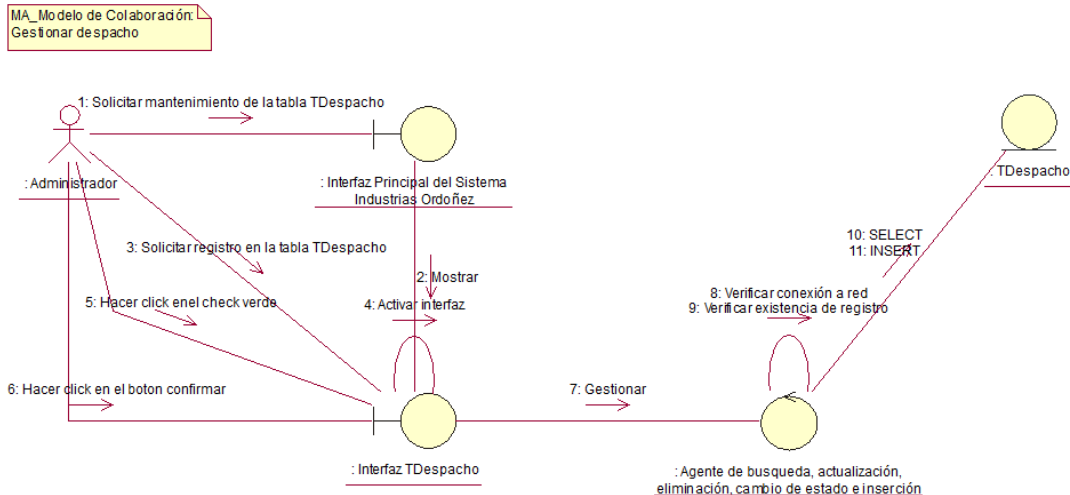 MA_Modelo de Colaboración:
Gestionar despacho
1: Solicitar mantenimiento de la tabla TDespacho
: Administrador
: Interfaz Principal del Sistema
Industrias Ordoñez
: TDespacho
3: Solicitar registro en la tabla TDespacho
10: SELECT
11: INSERT
2: Mostrar
5: Hacer click enel check verde
4: Activar interfaz
8: Verificar conexión a red
9: Verificar existencia de registro
6: Hacer click en el boton confirmar
7: Gestionar
: Interfaz TDespacho
: Agente de busqueda, actualización,
eliminación, cambio de estado e inserción